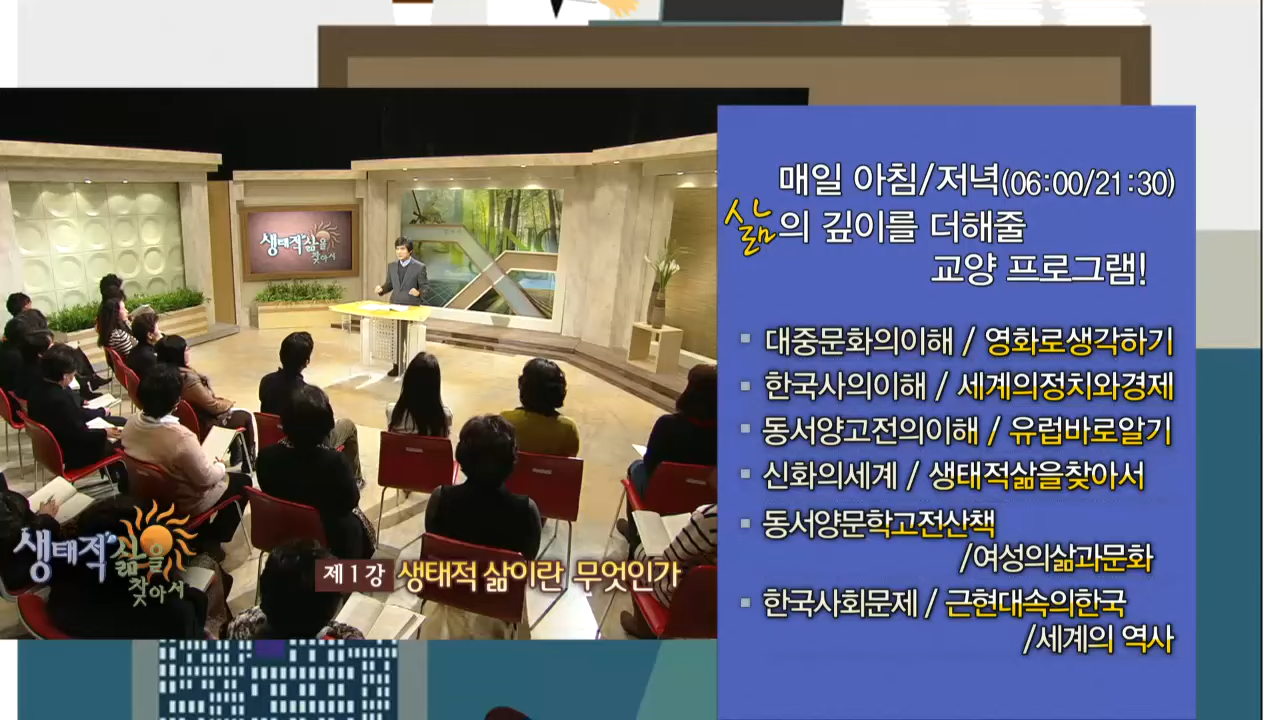 매일 아침/저녁(06:00/21:30)
삶의 깊이를 더해줄
교양 프로그램!
대중문화의이해 / 영화로생각하기
한국사의이해 / 세계의정치와경제
동서양고전의이해 / 유럽바로알기
신화의세계 / 생태적삶을찾아서
동서양문학고전산책
/여성의삶과문화
한국사회문제 / 근현대속의한국
/세계의 역사
생태적삶을
찾아서
생태적삶을
찾아서
제1강 생태적 삶이란 무엇인가